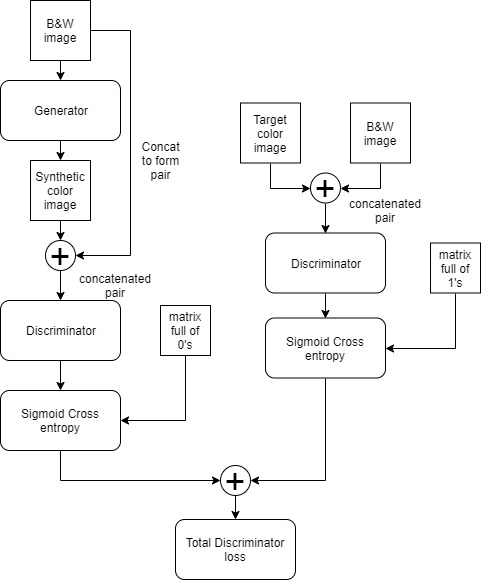 B&W
image
Generator
Concat
to form
pair
Synthetic
color
image
concatenated
pair
Discriminator
matrix
full of
0's
Sigmoid Cross
entropy
Target
color
image
B&W
image
concatenated
pair
Discriminator
matrix
full of
1's
Sigmoid Cross
entropy
Total Discriminator
loss